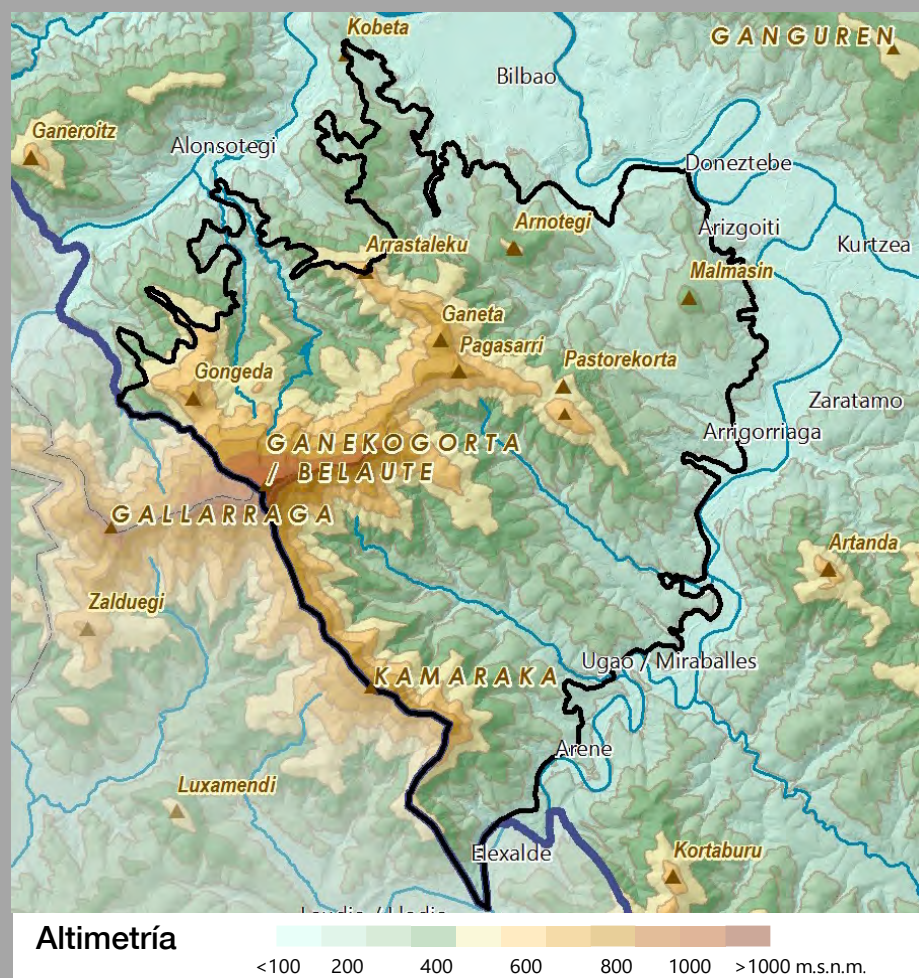 Kobeta
GANGUREN
Bilbao
Ganeroitz
Alonsotegi
Doneztebe
Arnotegi
Arizgoiti
Arrastaleku
Kurtzea
Malmasin
Ganeta
Pagasarri
Pastorekorta
Gongeda
Zaratamo
Arrigorriaga
GANEKOGORTA
/ BELAUTE
GALLARRAGA
Artanda
Zalduegi
Ugao / Miraballes
KAMARAKA
Arene
Luxamendi
Elexalde
Kortaburu
Altimetría
<100 200 400 600 800 1000 >1000 m.s.n.m.